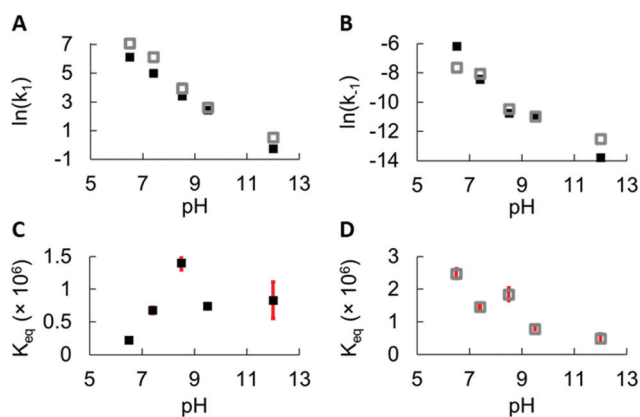 A
ln(k₁)
7
5
3
1
-1
5 7 9 11 13
pH
B
ln(k₋₁)
-6
-8
-10
-12
-14
5 7 9 11 13
pH
C
Keq (× 10⁶)
1.5
1
0.5
0
5 7 9 11 13
pH
D
Keq (× 10⁶)
3
2
1
0
5 7 9 11 13
pH